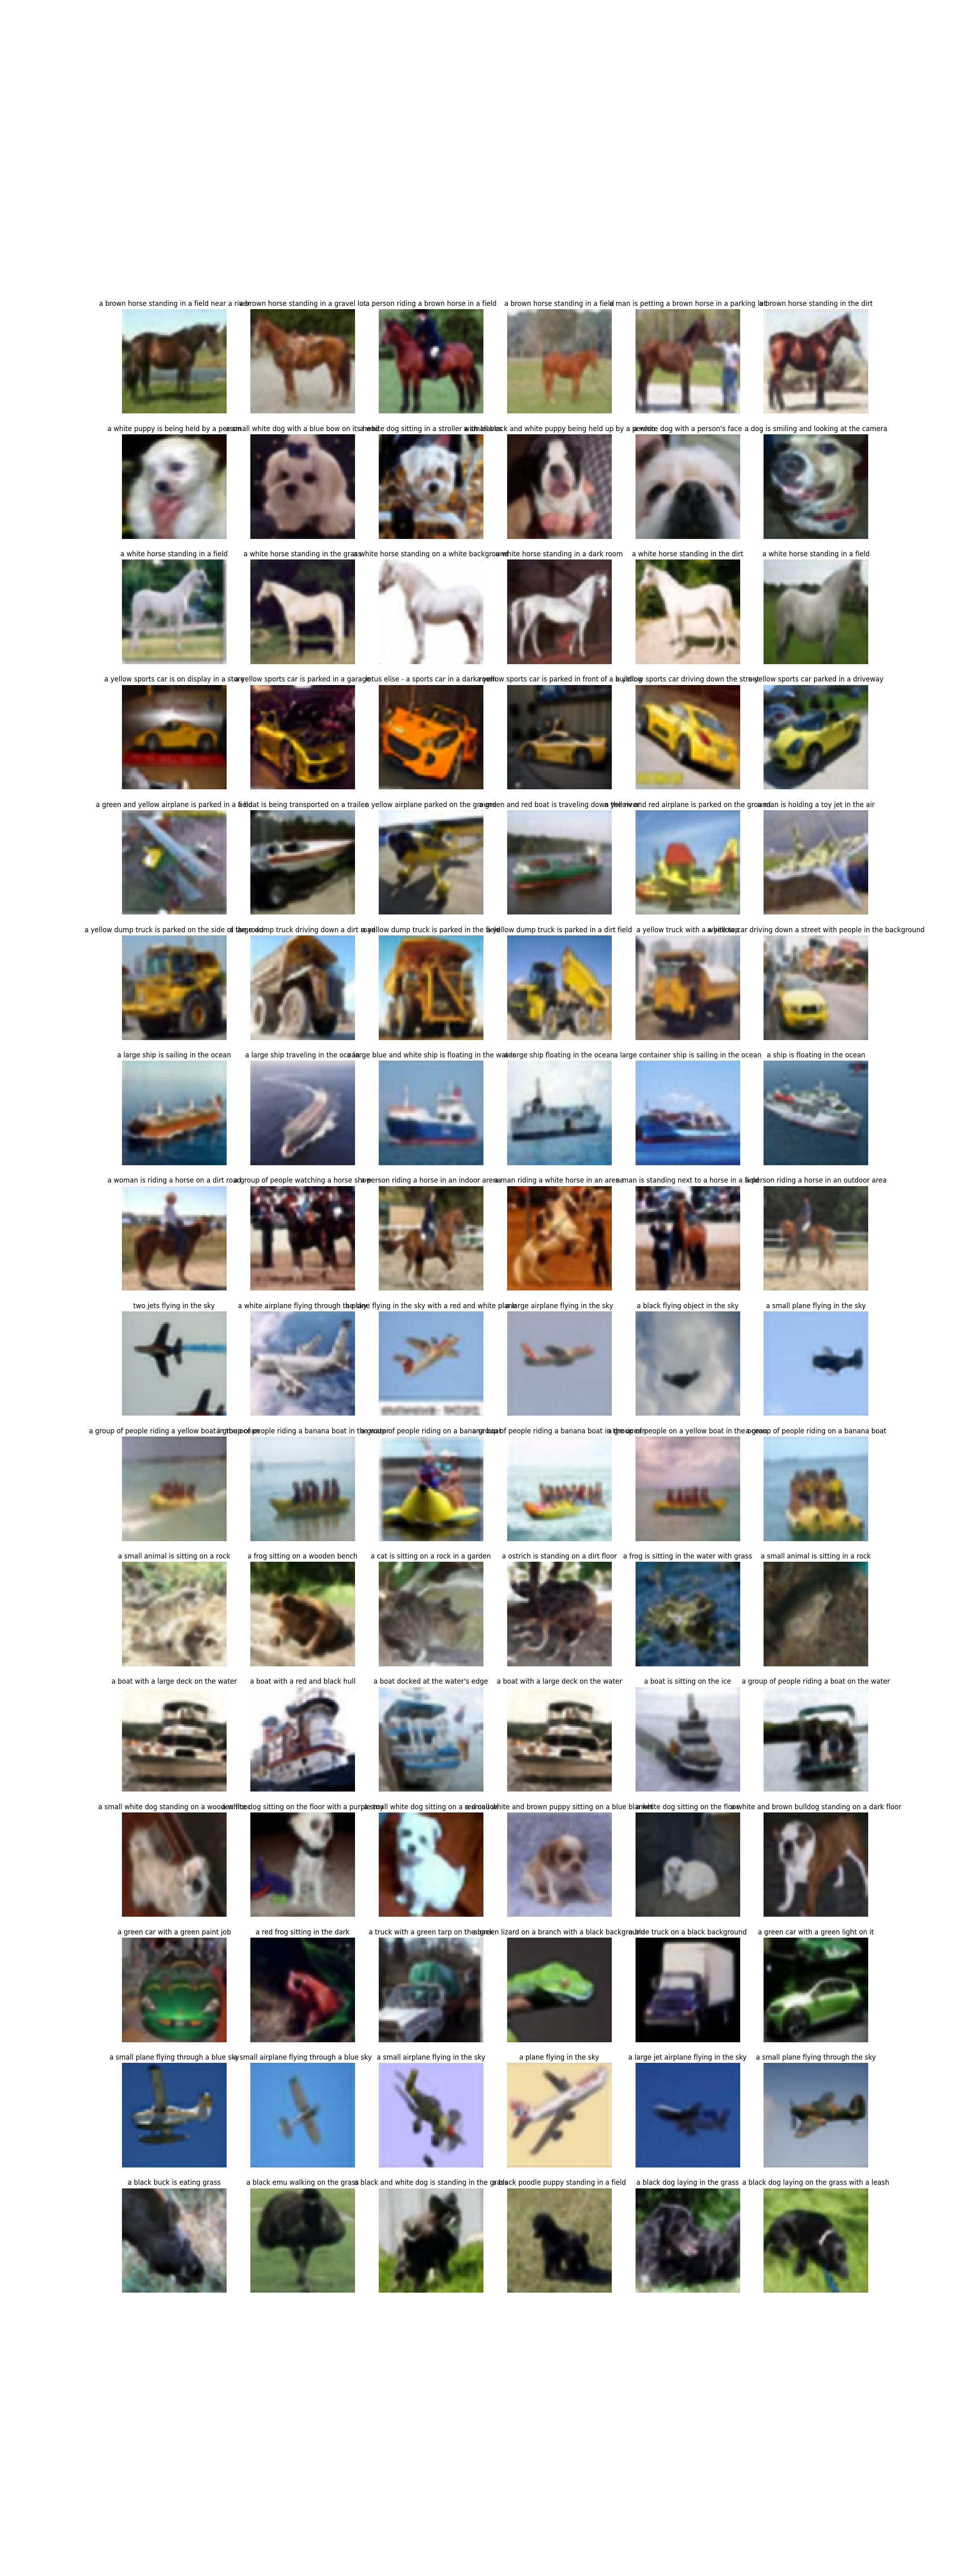 a brown horse standing in a field near a river
a brown horse standing in a gravel lot
a person riding a brown horse in a field
a brown horse standing in a field
a man is petting a brown horse in a parking lot
a brown horse standing in the dirt
a white puppy is being held by a person
small white dog with a blue bow on its head
white dog sitting in a stroller with
black and white puppy being held up by a person
white dog with a person's face
a dog is smiling and looking at the camera
a white horse standing in a field
a white horse standing in the grass
a white horse standing on a white background
a white horse standing in a dark room
a white horse standing in the dirt
a white horse standing in a field
a yellow sports car is on display in a store
a yellow sports car is parked in a garage
lotus elise - a sports car in a dark room
a yellow sports car is parked in front of a building
a yellow sports car driving down the street
a yellow sports car parked in a driveway
a green and yellow airplane is parked in a field
a boat is being transported on a trailer
a yellow airplane parked on the ground
a green and red boat is traveling down the river
a yellow and red airplane is parked on the ground
a man is holding a toy jet in the air
a yellow dump truck is parked on the side of the road
a large dump truck driving down a dirt road
a yellow dump truck is parked in the field
a yellow dump truck is parked in a dirt field
a yellow truck with a white top
a yellow car driving down a street with people in the background
a large ship is sailing in the ocean
a large ship traveling in the ocean
a large blue and white ship is floating in the water
a large ship floating in the ocean
a large container ship is sailing in the ocean
a ship is floating in the ocean
a woman is riding a horse on a dirt road
a group of people watching a horse show
a person riding a horse in an indoor arena
a man riding a white horse in an arena
a man is standing next to a horse in a field
a person riding a horse in an outdoor area
two jets flying in the sky
a white airplane flying through the sky
a plane flying in the sky with a red and white plane
a large airplane flying in the sky
a black flying object in the sky
a small plane flying in the sky
a group of people riding a yellow boat in the ocean
a group of people riding a banana boat in the water
a group of people riding on a banana boat
a group of people riding a banana boat in the ocean
a group of people on a yellow boat in the ocean
a group of people riding on a banana boat
a small animal is sitting on a rock
a frog sitting on a wooden bench
a cat is sitting on a rock in a garden
a ostrich is standing on a dirt floor
a frog is sitting in the water with grass
a small animal is sitting in a rock
a boat with a large deck on the water
a boat with a red and black hull
a boat docked at the water's edge
a boat with a large deck on the water
a boat is sitting on the ice
a group of people riding a boat on the water
a small white dog standing on a wooden floor
a white dog sitting on the floor with a purple toy
a small white dog sitting on a red
a small white and brown puppy sitting on a blue blanket
a white dog sitting on the floor
a white and brown bulldog standing on a dark floor
a green car with a green paint job
a red frog sitting in the dark
a truck with a green tarp on the back
a green lizard on a branch with a black background
truck on a black background
a green car with a green light on it
a small plane flying through a blue sky
a small airplane flying through a blue sky
a small airplane flying in the sky
a plane flying in the sky
a large jet airplane flying in the sky
a small plane flying through the sky
a black buck is eating grass
a black emu walking on the grass
a black and white dog is standing in the grass
a black poodle puppy standing in a field
a black dog laying in the grass
a black dog laying on the grass with a leash